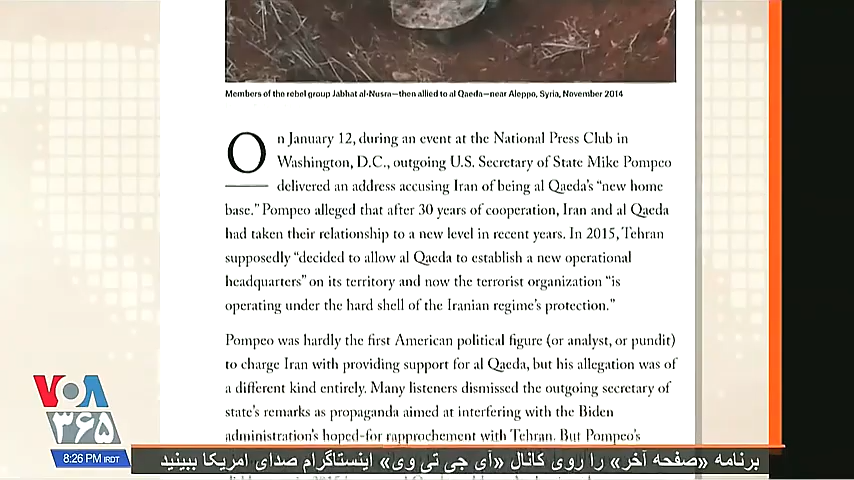 Members of the rebel group Jabhat al-Nusra—then allied to al Qaeda—near Aleppo, Syria, November 2014
On January 12, during an event at the National Press Club in
Washington, D.C., outgoing U.S. Secretary of State Mike Pompeo
delivered an address accusing Iran of being al Qaeda's “new home
base.” Pompeo alleged that after 30 years of cooperation, Iran and al Qaeda
had taken their relationship to a new level in recent years. In 2015, Tehran
supposedly “decided to allow al Qaeda to establish a new operational
headquarters” on its territory and now the terrorist organization “is
operating under the hard shell of the Iranian regime's protection.”
Pompeo was hardly the first American political figure (or analyst, or pundit)
to charge Iran with providing support for al Qaeda, but his allegation was of
a different kind entirely. Many listeners dismissed the outgoing secretary of
state's remarks as propaganda aimed at interfering with the Biden
administration's hoped-for rapprochement with Tehran. But Pompeo's
VOA
۳۶۵
8:26 PM IRDT
برنامه «صفحه آخر» را روی کانال «آی جی تی وی» اینستاگرام صدای امریکا ببینید